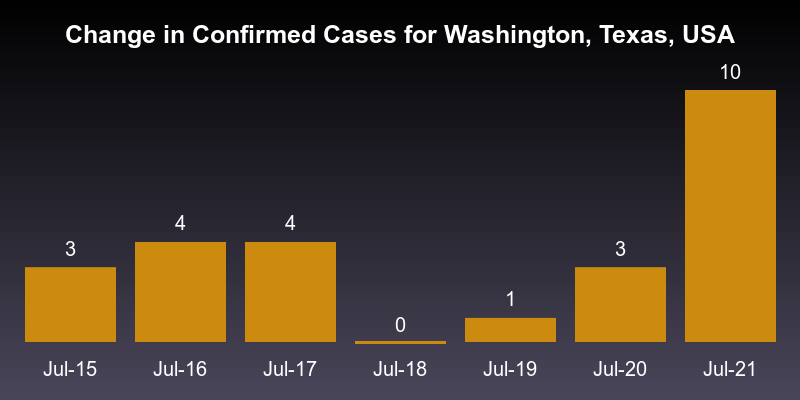 Change in Confirmed Cases for Washington, Texas, USA
10
4 4
3 3
1
0
Jul-15 Jul-16 Jul-17 Jul-18 Jul-19 Jul-20 Jul-21